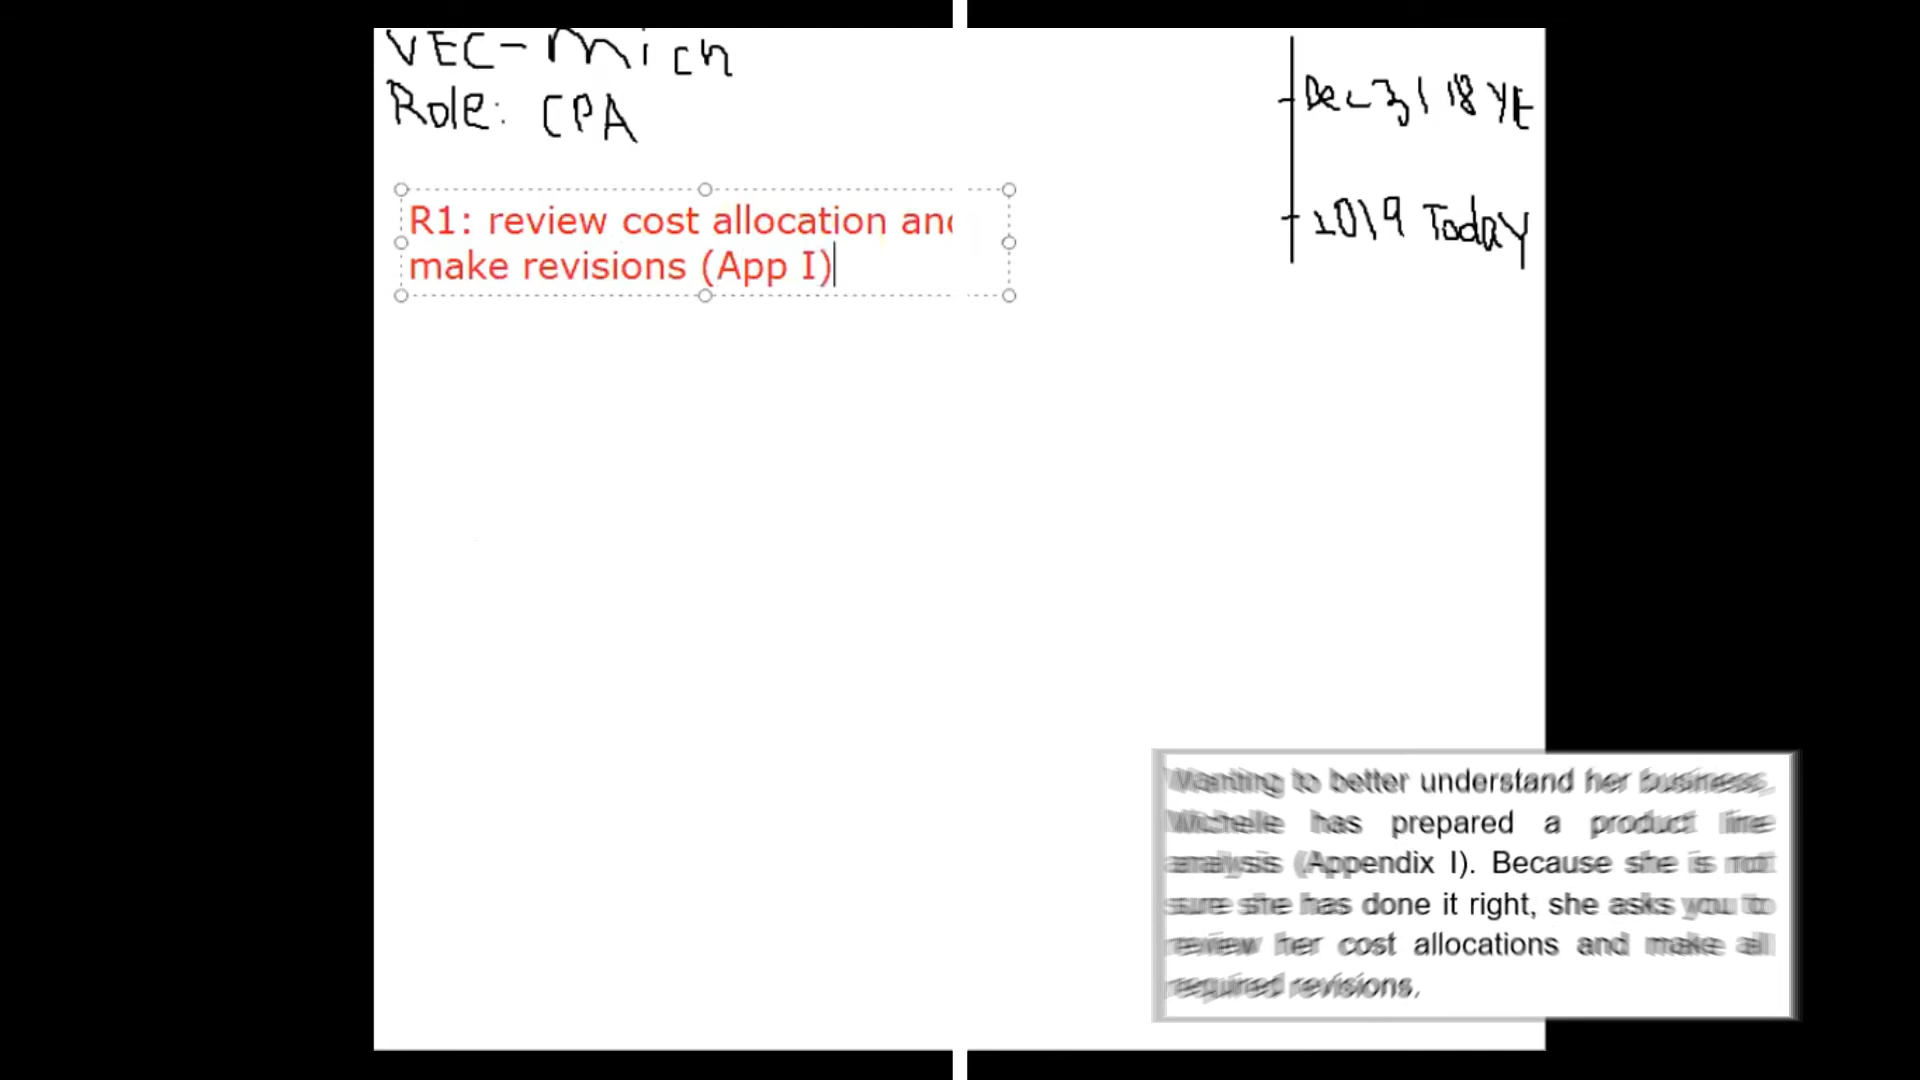 VEC-Mich
Role: CPA
Dec 31 18 YE
2019 Today
R1: review cost allocation and
make revisions (App I)
Wanting to better understand her business,
Michelle has prepared a product line
analysis (Appendix I). Because she is not
sure she has done it right, she asks you to
review her cost allocations and make all
required revisions.